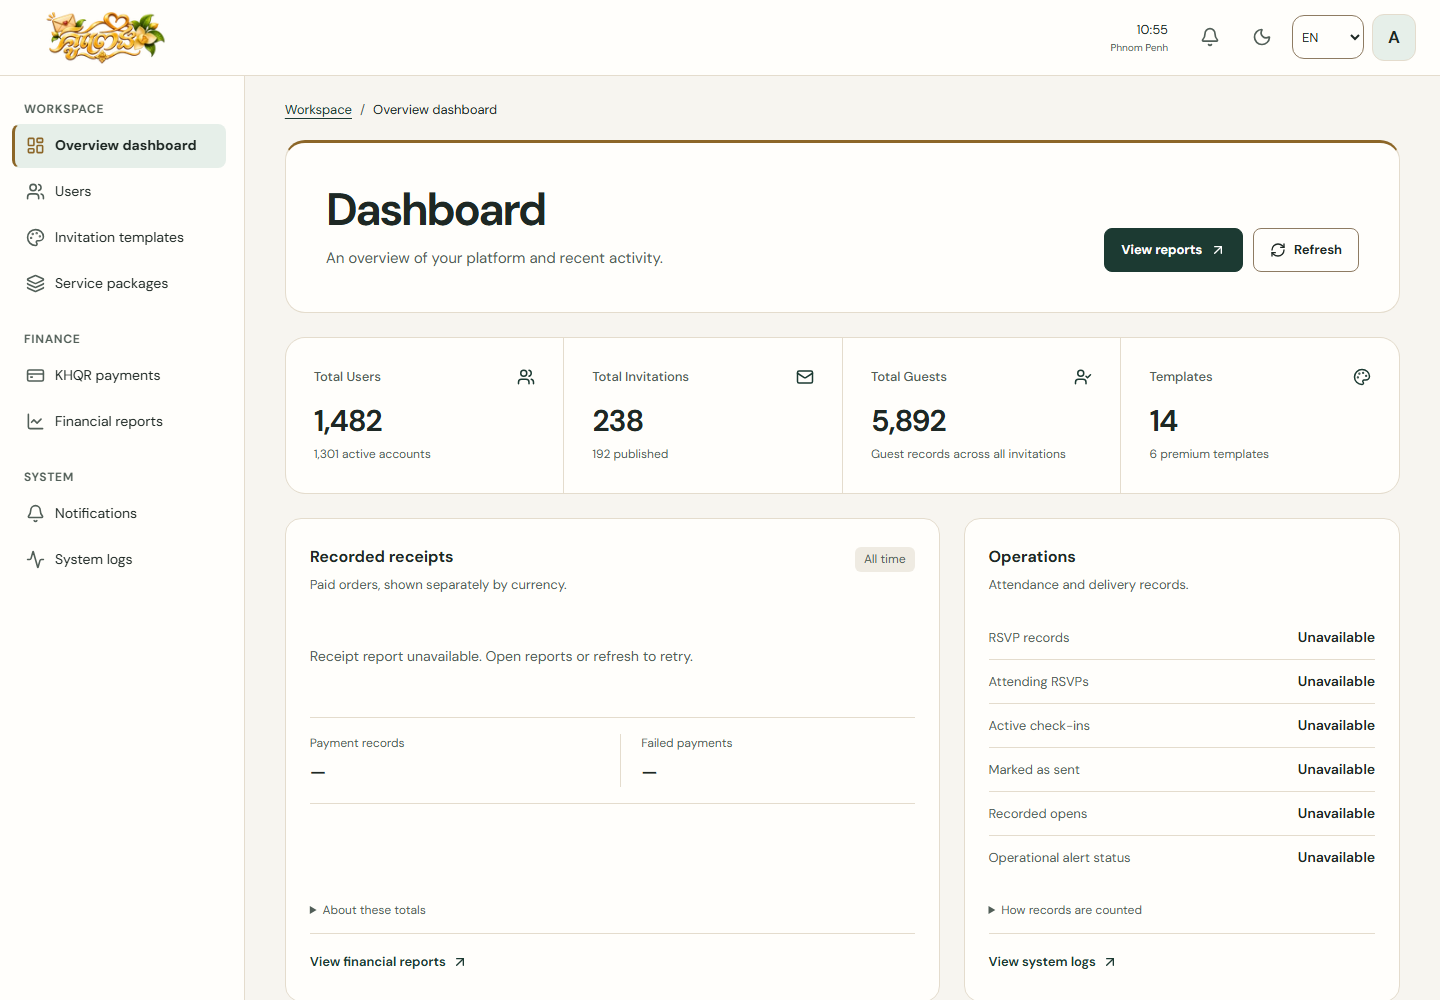 10:55
Phnom Penh
EN
A
WORKSPACE
Overview dashboard
Users
Invitation templates
Service packages
FINANCE
KHQR payments
Financial reports
SYSTEM
Notifications
System logs
Workspace / Overview dashboard
Dashboard
An overview of your platform and recent activity.
View reports
Refresh
Total Users
1,482
1,301 active accounts
Total Invitations
238
192 published
Total Guests
5,892
Guest records across all invitations
Templates
14
6 premium templates
Recorded receipts
All time
Paid orders, shown separately by currency.
Receipt report unavailable. Open reports or refresh to retry.
Payment records
—
Failed payments
—
About these totals
View financial reports
Operations
Attendance and delivery records.
RSVP records Unavailable
Attending RSVPs Unavailable
Active check-ins Unavailable
Marked as sent Unavailable
Recorded opens Unavailable
Operational alert status Unavailable
How records are counted
View system logs